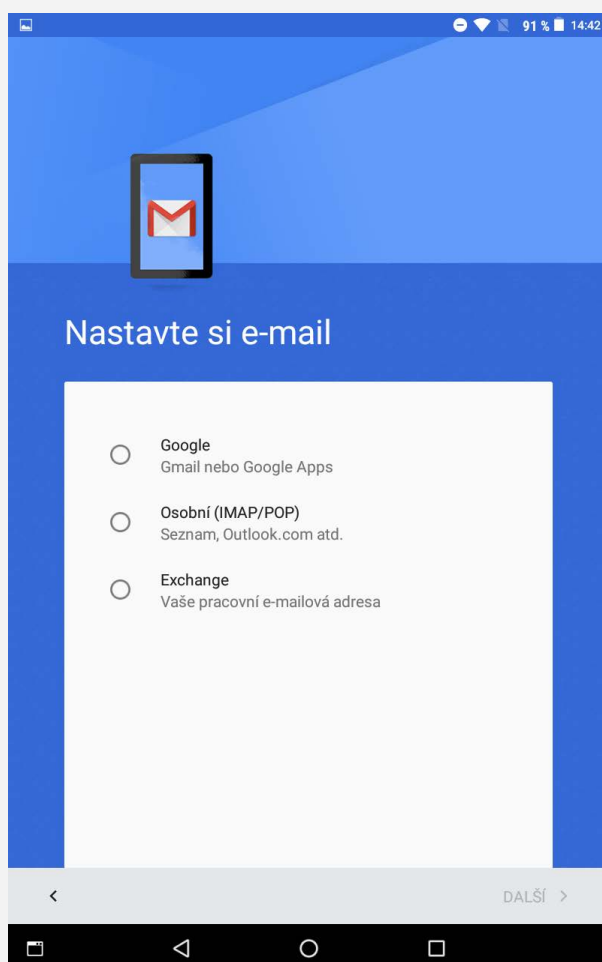 91 % 14:42
Nastavte si e-mail
Google
Gmail nebo Google Apps
Osobní (IMAP/POP)
Seznam, Outlook.com atd.
Exchange
Vaše pracovní e-mailová adresa
DALŠÍ